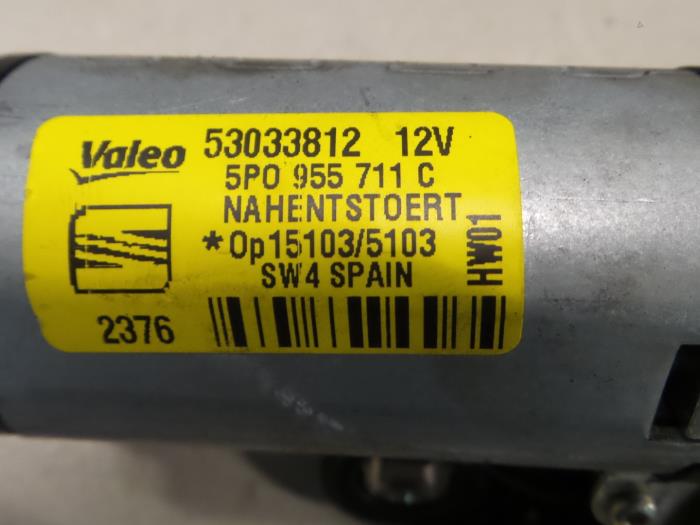 Valeo 53033812 12V
5P0 955 711 C
NAHENTSTOERT
*Op15103/5103
SW4 SPAIN
HW01
2376